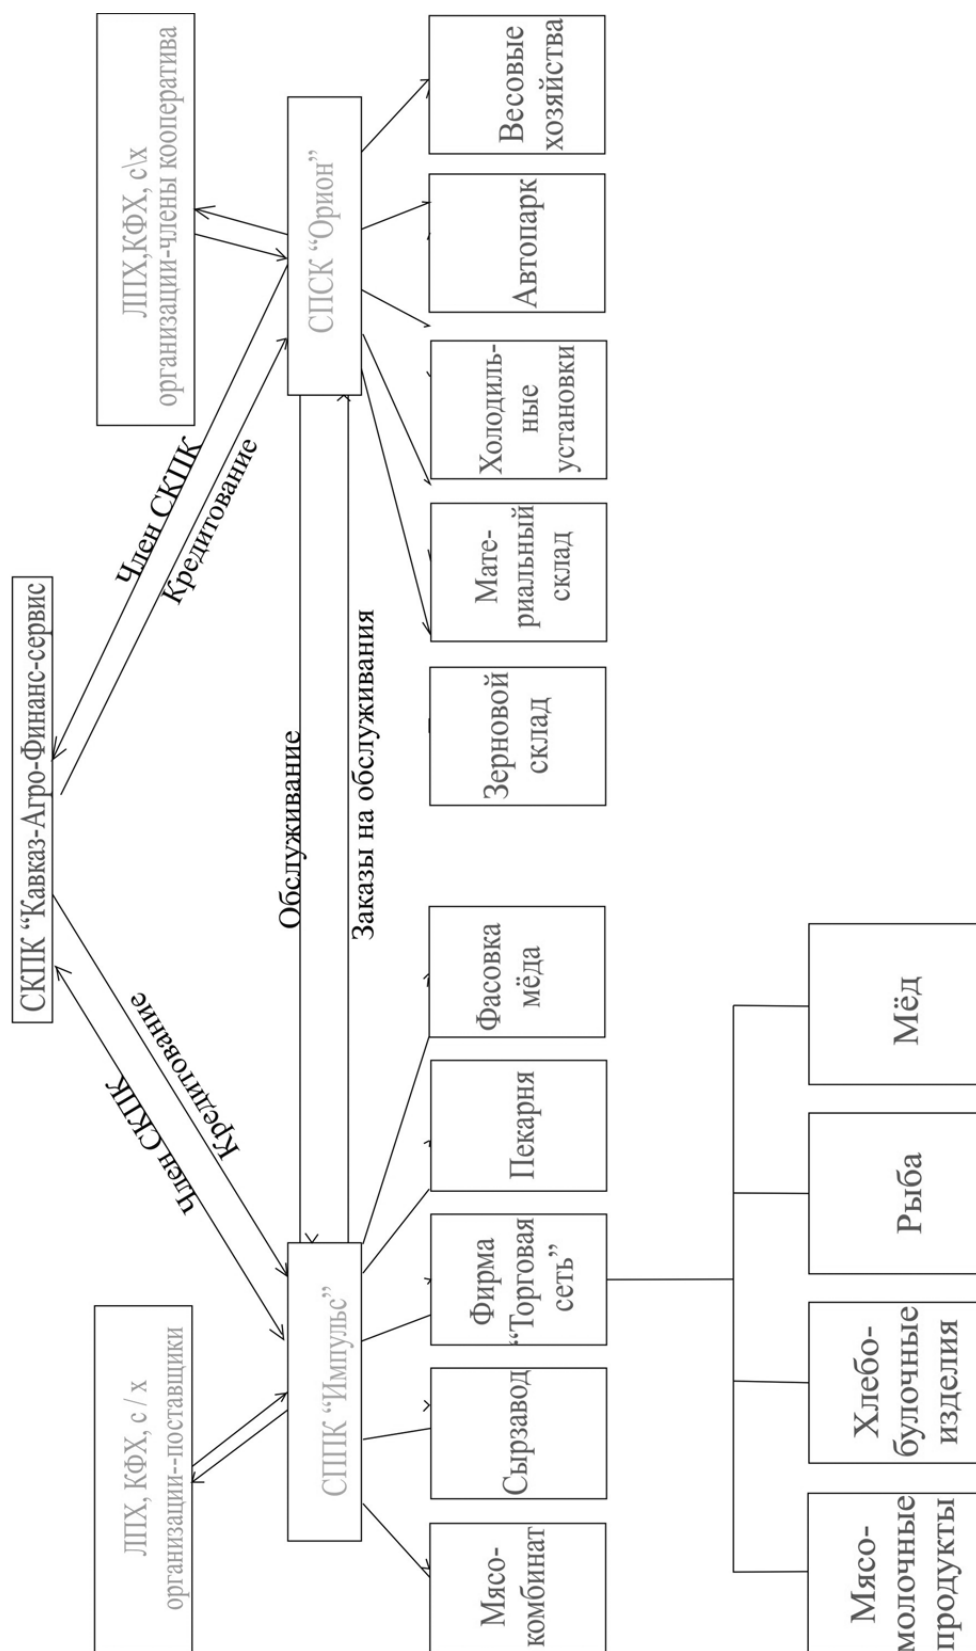 СКПК “Кавказ-Агро-Финанс-сервис
Член СКПК
Кредитование
Член СКПК
Кредитование
ЛПХ, КФХ, с / х
организации--поставщики
ЛПХ,КФХ, с\х
организации-члены кооператива
СППК “Импульс”
Обслуживание
Заказы на обслуживания
СПСК “Орион”
Мясо-
комбинат
Сырзавод
Фирма
“Торговая
сеть”
Пекарня
Фасовка
мёда
Зерновой
склад
Мате-
риальный
склад
Холодиль-
ные
установки
Автопарк
Весовые
хозяйства
Мясо-
молочные
продукты
Хлебо-
булочные
изделия
Рыба
Мёд